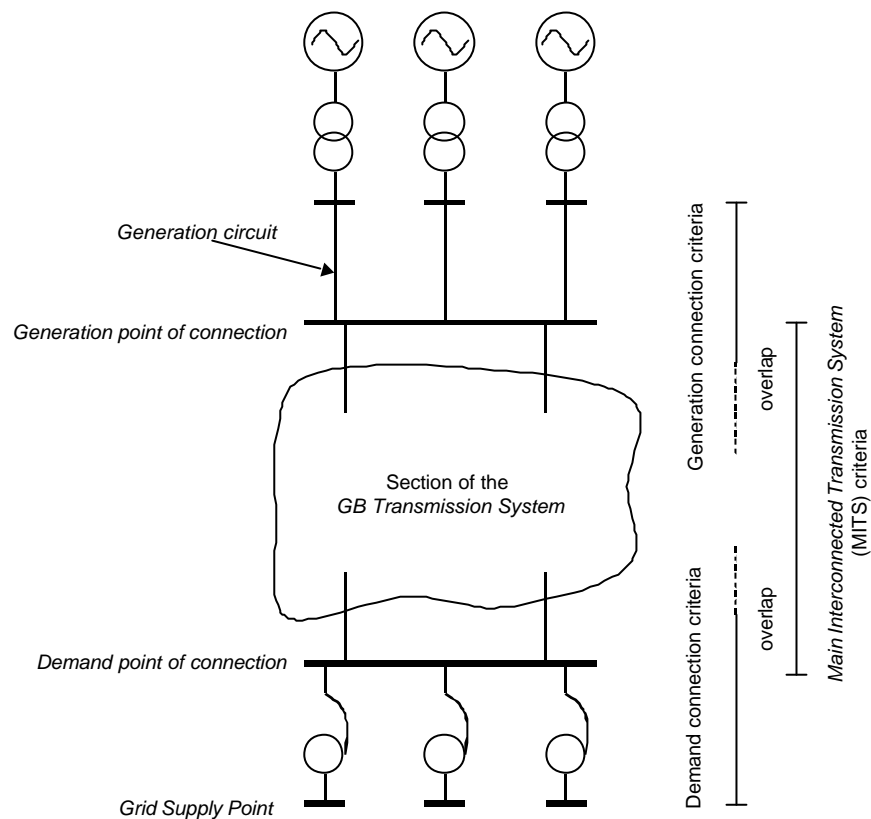 Generation circuit
Generation point of connection
Section of the
GB Transmission System
Demand point of connection
Grid Supply Point
Generation connection criteria
overlap
Demand connection criteria
overlap
Main Interconnected Transmission System
(MITS) criteria